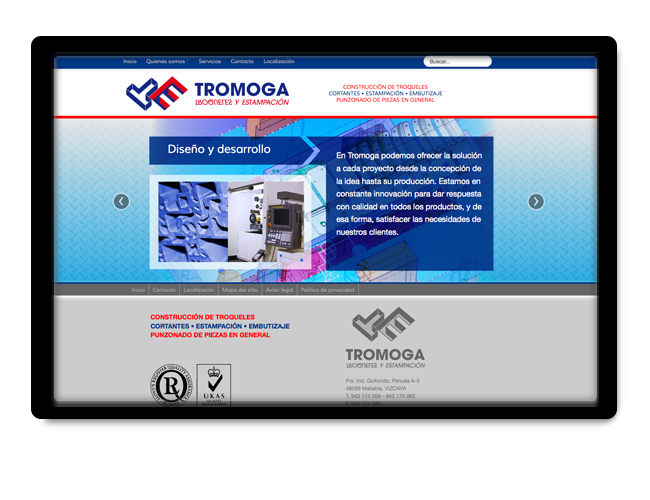 Inicio Quienes somos Servicios Contacto Localización
Buscar...
TROMOGA
TROQUELES Y ESTAMPACIÓN
CONSTRUCCIÓN DE TROQUELES
CORTANTES • ESTAMPACIÓN • EMBUTIZAJE
PUNZONADO DE PIEZAS EN GENERAL
Diseño y desarrollo
En Tromoga podemos ofrecer la solución
a cada proyecto desde la concepción de
la idea hasta su producción. Estamos en
constante innovación para dar respuesta
con calidad en todos los productos, y de
esa forma, satisfacer las necesidades de
nuestros clientes.
Inicio Contacto Localización Mapa del sitio Aviso legal Política de privacidad
CONSTRUCCIÓN DE TROQUELES
CORTANTES • ESTAMPACIÓN • EMBUTIZAJE
PUNZONADO DE PIEZAS EN GENERAL
TROMOGA
TROQUELES Y ESTAMPACIÓN
R
UKAS
Pol. Ind. Goitondo, Parcela A-5
48269 Mallabia, VIZCAYA
T. 943 175 058 - 943 175 062